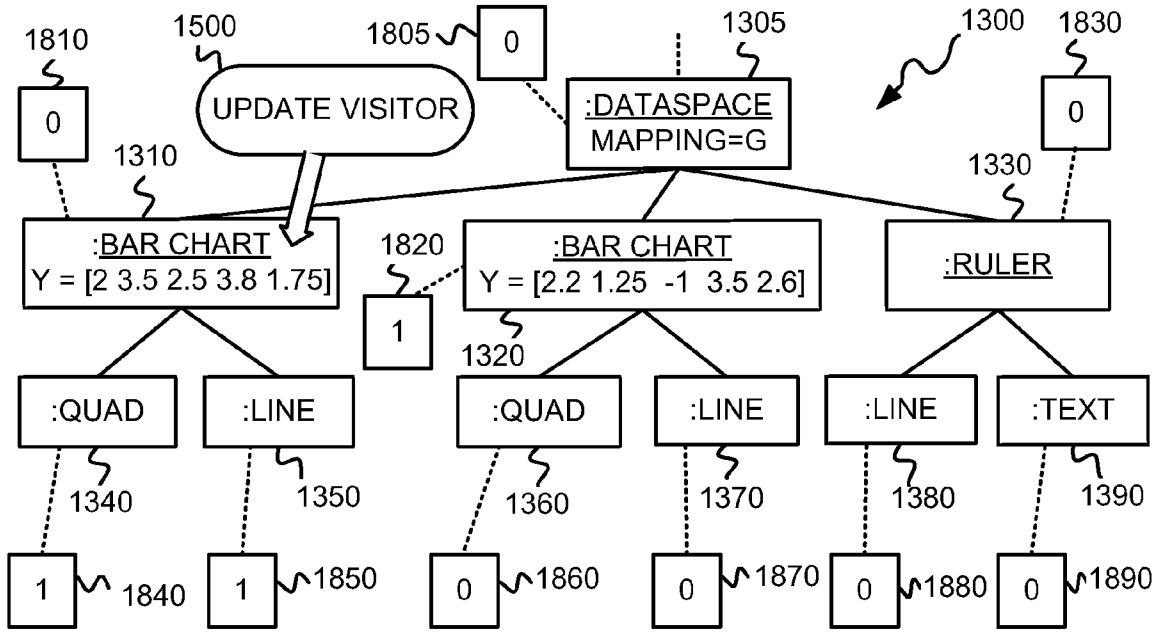 1810
1500
1805
0
1305
1300
1830
0
UPDATE VISITOR
:DATASPACE
MAPPING=G
0
1310
1330
:BAR CHART
Y = [2 3.5 2.5 3.8 1.75]
1820
:BAR CHART
Y = [2.2 1.25 -1 3.5 2.6]
:RULER
1
1320
:QUAD
:LINE
:QUAD
:LINE
:LINE
:TEXT
1340
1350
1360
1370
1380
1390
1
1840
1
1850
0
1860
0
1870
0
1880
0
1890